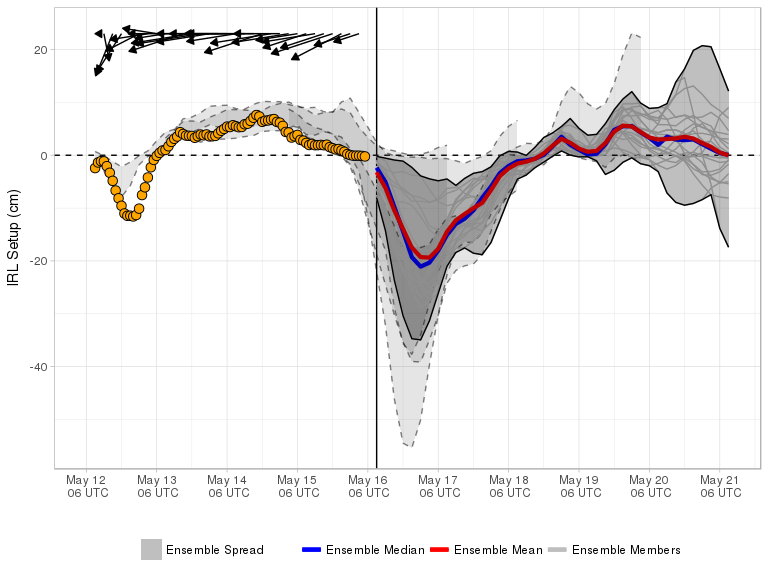 20
0
-20
-40
IRL Setup (cm)
May 12 May 13 May 14 May 15 May 16 May 17 May 18 May 19 May 20 May 21
06 UTC 06 UTC 06 UTC 06 UTC 06 UTC 06 UTC 06 UTC 06 UTC 06 UTC 06 UTC
Ensemble Spread Ensemble Median Ensemble Mean Ensemble Members